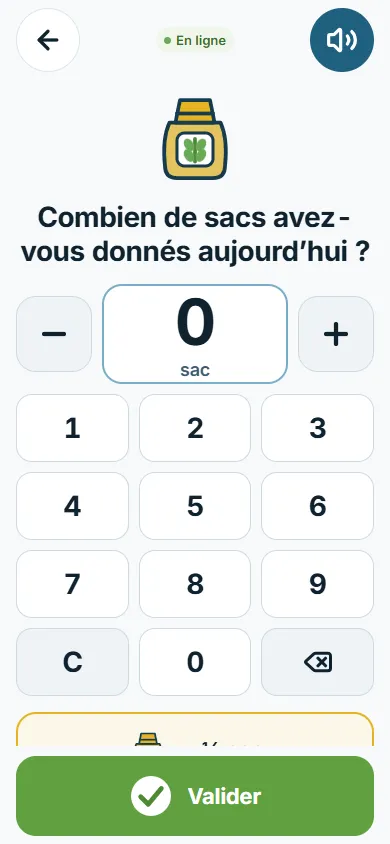 En ligne
Combien de sacs avez-
vous donnés aujourd’hui ?
0
sac
1 2 3
4 5 6
7 8 9
C 0
Valider